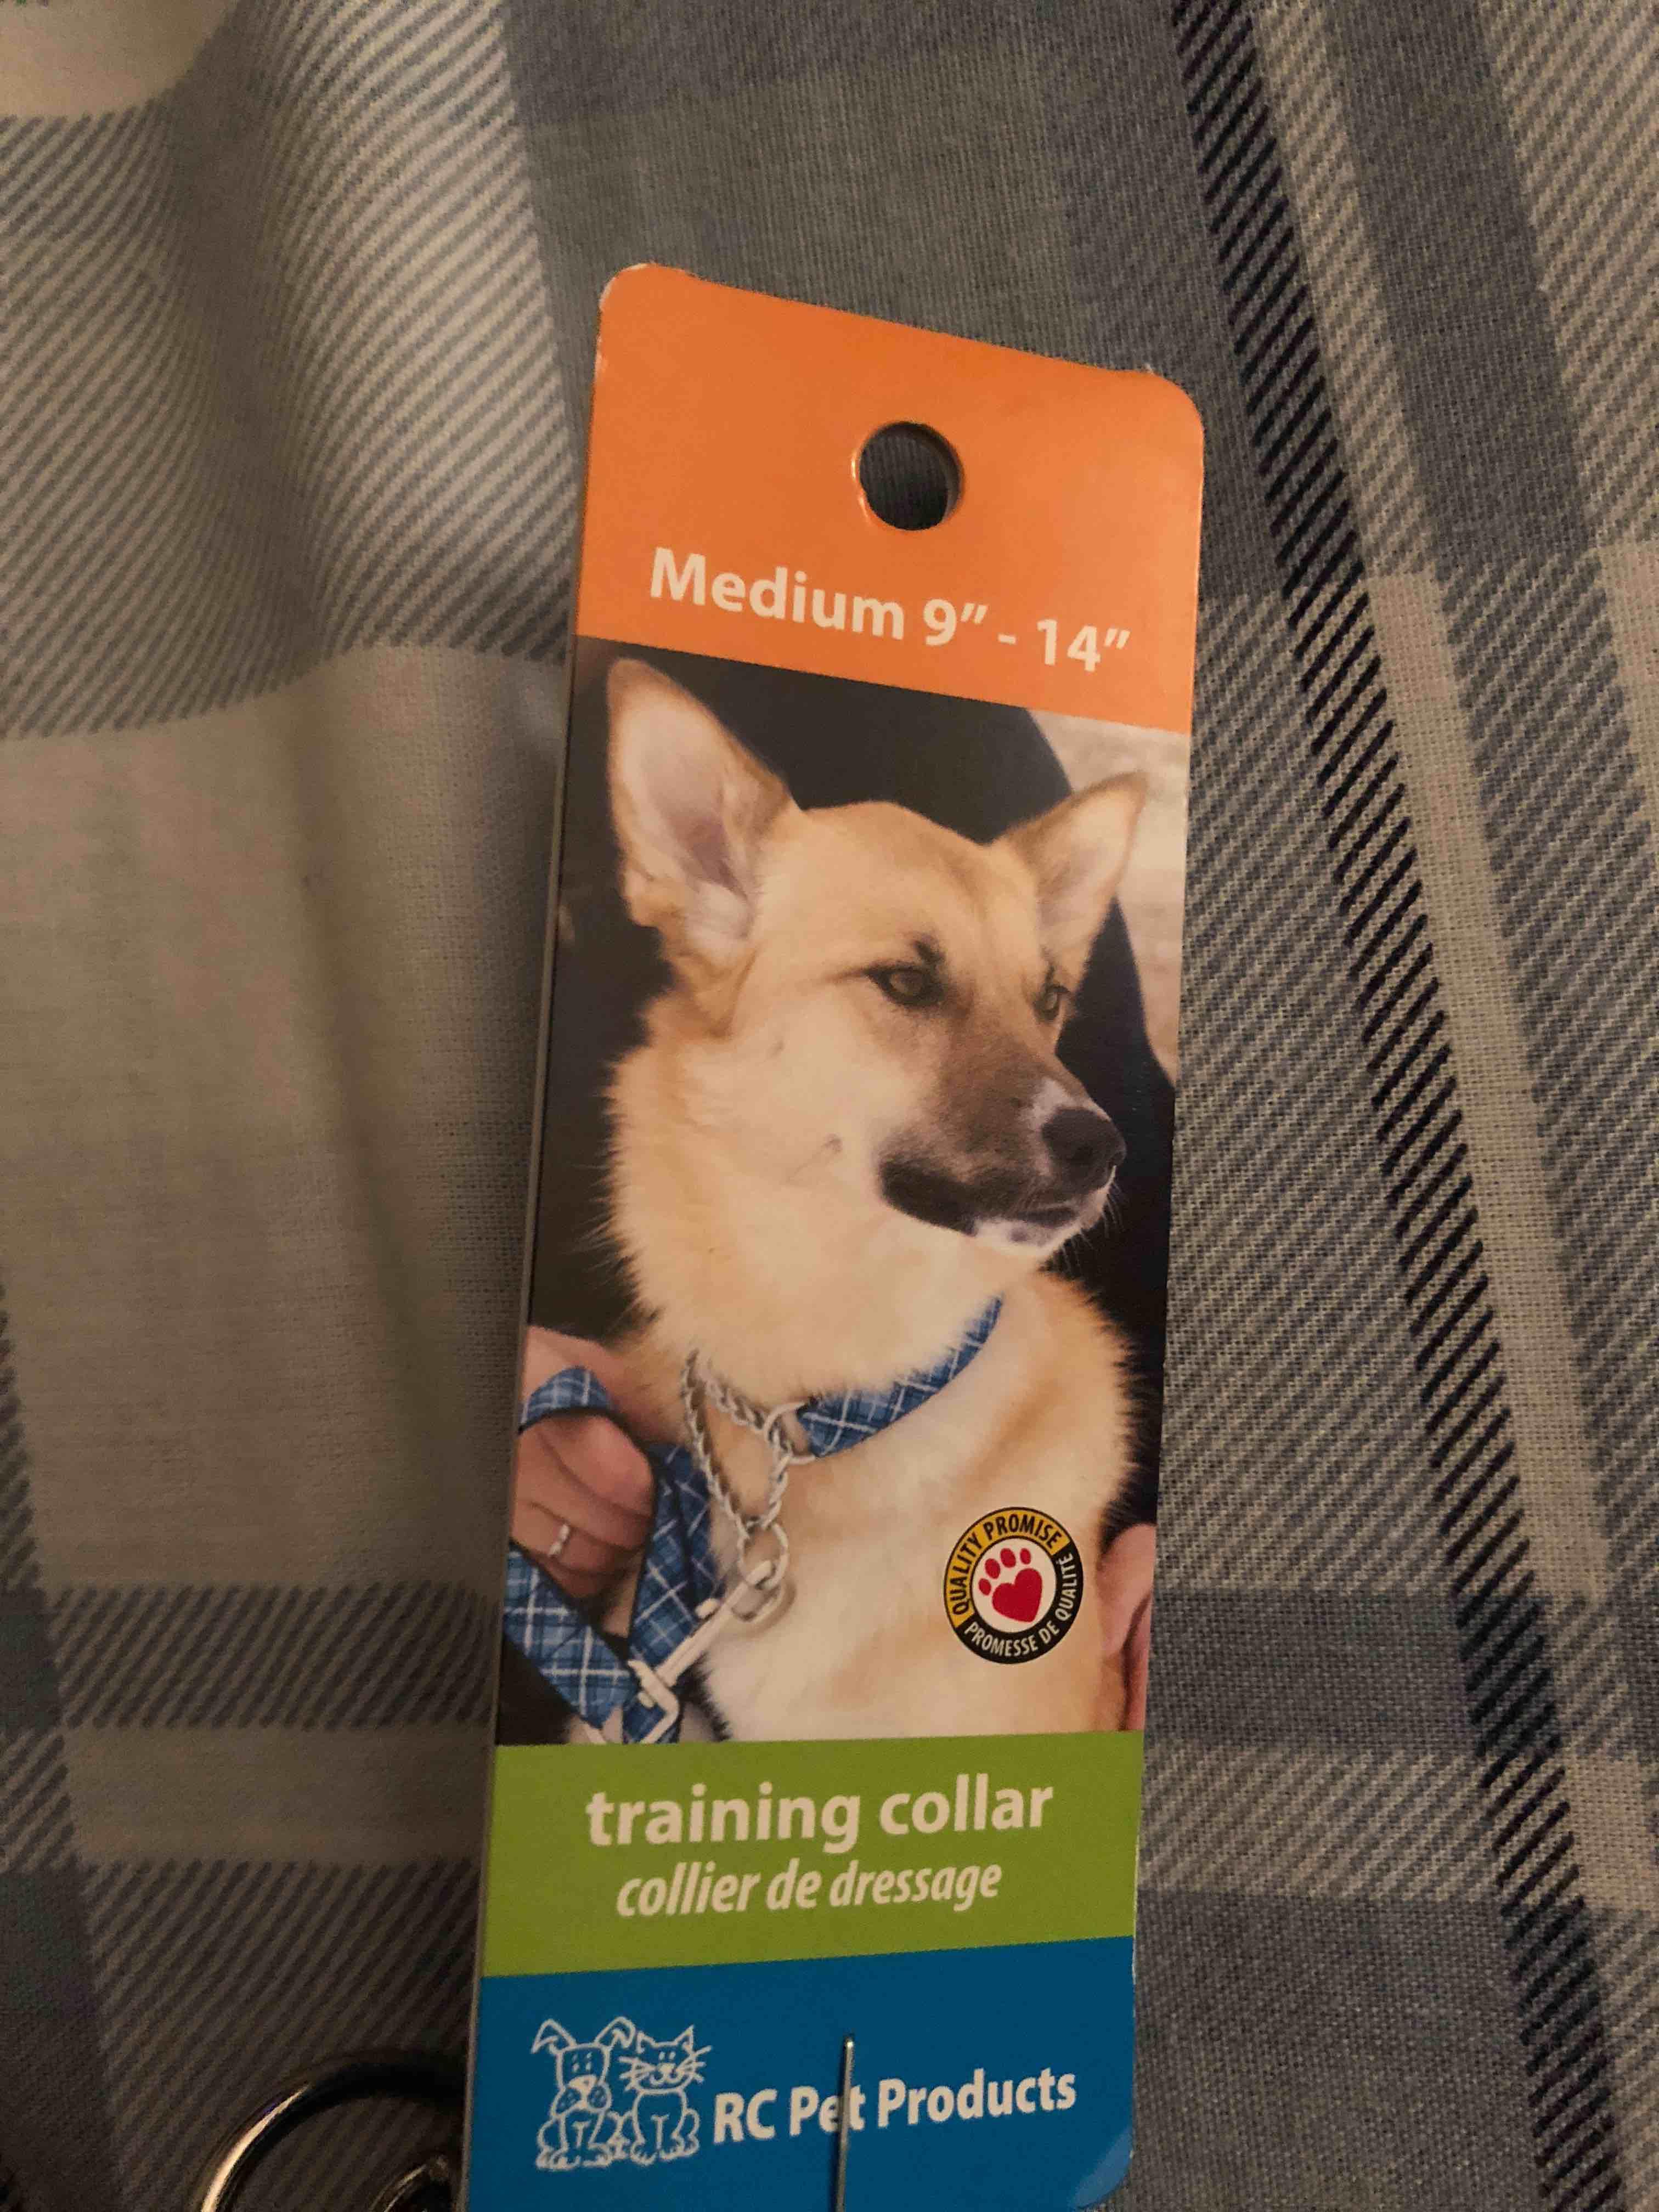 Medium 9” - 14”
QUALITY PROMISE
PROMESSE DE QUALITÉ
training collar
collier de dressage
RC Pet Products